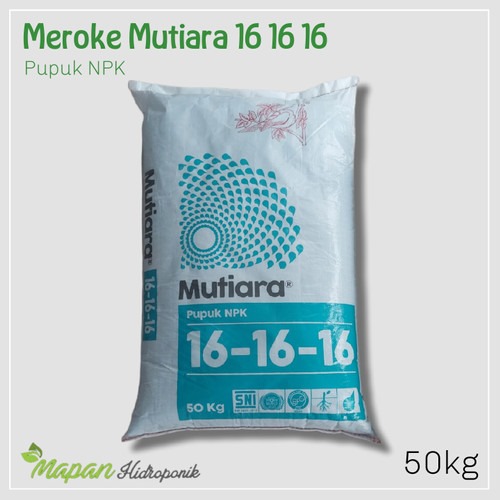 Meroke Mutiara 16 16 16
Pupuk NPK
Mutiara®
16-16-16
Mutiara®
Pupuk NPK
16-16-16
50 Kg
SNI
Mapan Hidroponik
50kg